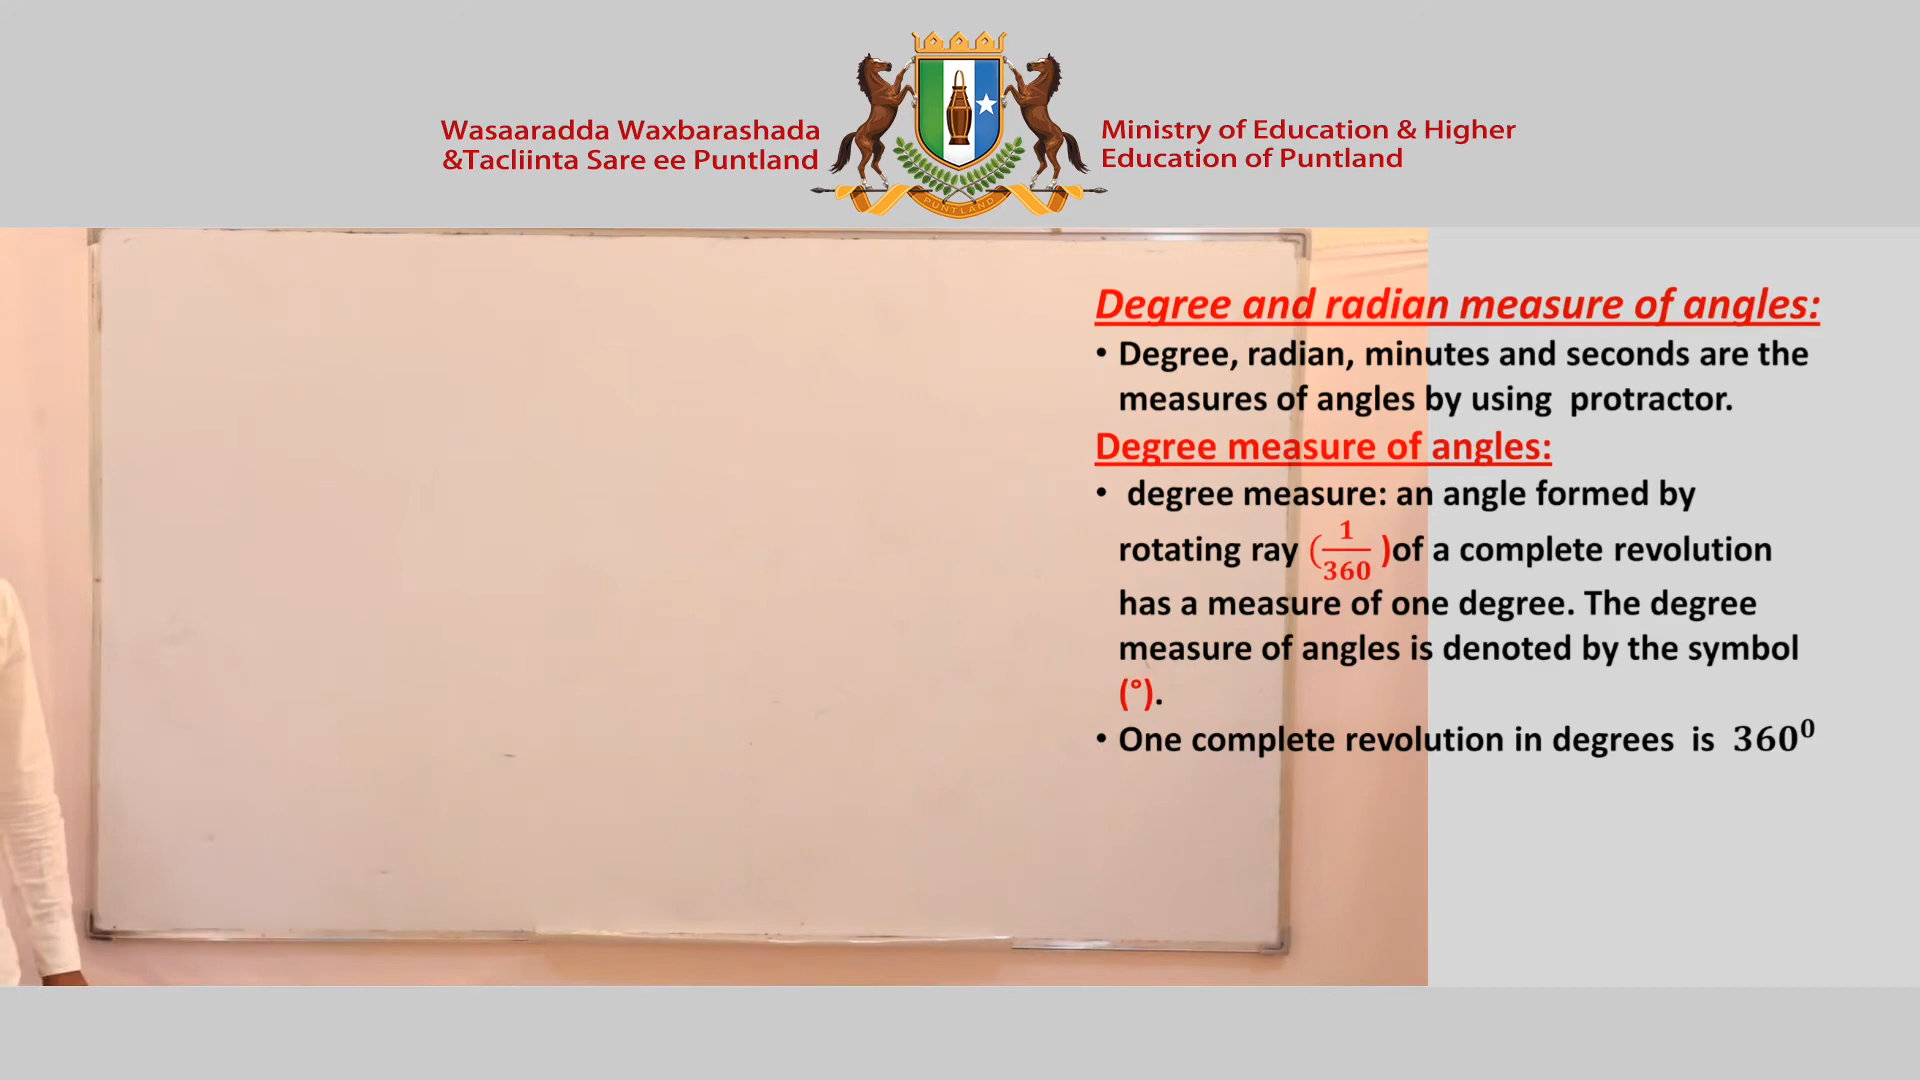 Wasaaradda Waxbarashada
&Tacliinta Sare ee Puntland
Ministry of Education & Higher
Education of Puntland
PUNTLAND
Degree and radian measure of angles:
• Degree, radian, minutes and seconds are the
measures of angles by using protractor.
Degree measure of angles:
• degree measure: an angle formed by
rotating ray (1/360 )of a complete revolution
has a measure of one degree. The degree
measure of angles is denoted by the symbol
(°).
• One complete revolution in degrees is 360⁰